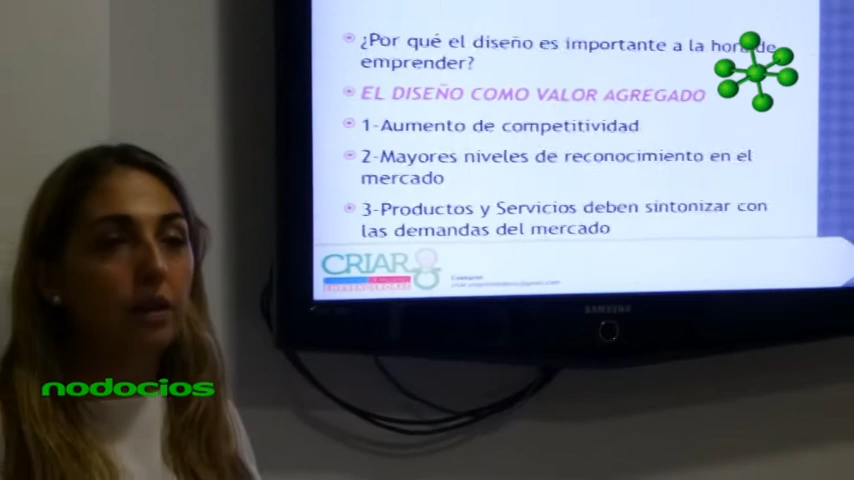 ¿Por qué el diseño es importante a la hora de
emprender?
EL DISEÑO COMO VALOR AGREGADO
1-Aumento de competitividad
2-Mayores niveles de reconocimiento en el
mercado
3-Productos y Servicios deben sintonizar con
las demandas del mercado
CRIAR
Contacto:
SAMSUNG
nodocios